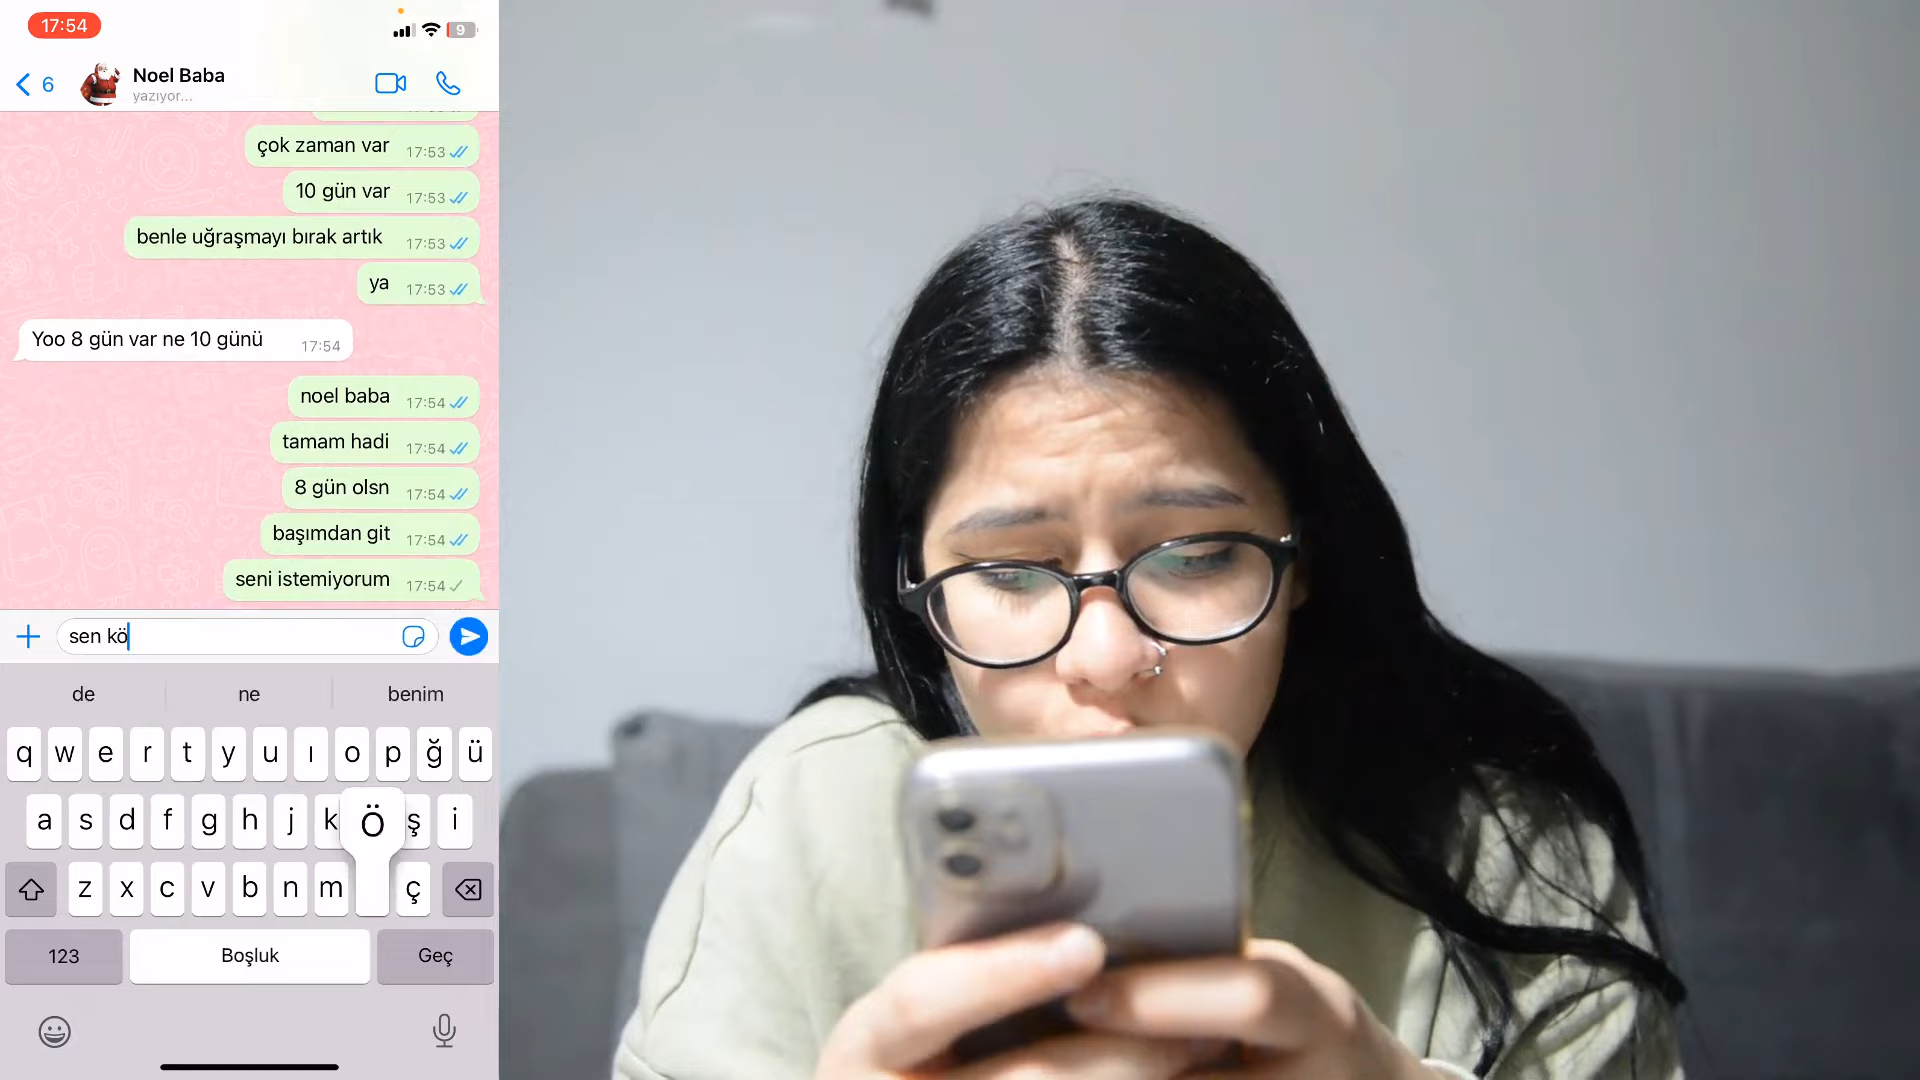 17:54
9
6
Noel Baba
yazıyor...
çok zaman var 17:53
10 gün var 17:53
benle uğraşmayı bırak artık 17:53
ya 17:53
Yoo 8 gün var ne 10 günü 17:54
noel baba 17:54
tamam hadi 17:54
8 gün olsn 17:54
başımdan git 17:54
seni istemiyorum 17:54
sen kö
de ne benim
q w e r t y u ı o p ğ ü
a s d f g h j k Ö ş i
z x c v b n m ç
123 Boşluk Geç